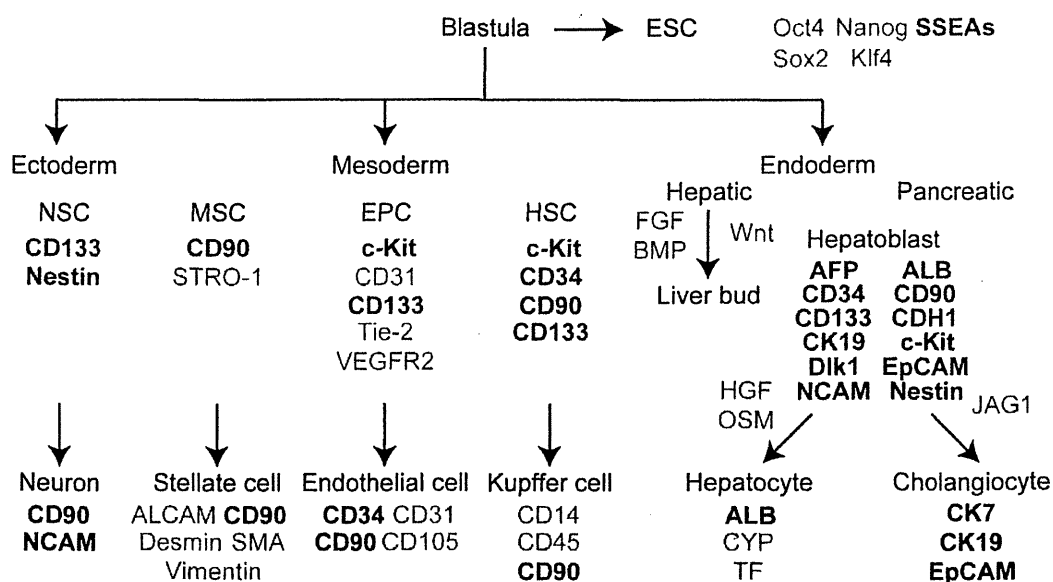 Blastula ESC Oct4 Nanog SSEAs
Sox2 Klf4
Ectoderm Mesoderm Endoderm
Hepatic Pancreatic
NSC MSC EPC HSC
FGF
BMP
Wnt
Liver bud
CD133
Nestin
CD90
STRO-1
c-Kit
CD31
CD133
Tie-2
VEGFR2
c-Kit
CD34
CD90
CD133
Hepatoblast
AFP ALB
CD34 CD90
CD133 CDH1
CK19 c-Kit
Dlk1 EpCAM
NCAM Nestin
HGF
OSM
JAG1
Neuron
CD90
NCAM
Stellate cell
ALCAM CD90
Desmin SMA
Vimentin
Endothelial cell
CD34 CD31
CD90 CD105
Kupffer cell
CD14
CD45
CD90
Hepatocyte
ALB
CYP
TF
Cholangiocyte
CK7
CK19
EpCAM